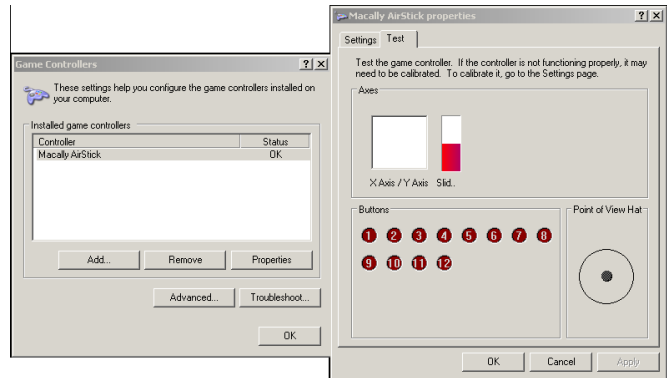 Game Controllers
These settings help you configure the game controllers installed on
your computer.
Installed game controllers
Controller Status
Macally AirStick OK
Add... Remove Properties
Advanced... Troubleshoot...
OK
Macally AirStick properties
Settings Test
Test the game controller. If the controller is not functioning properly, it may
need to be calibrated. To calibrate it, go to the Settings page.
Axes
X Axis / Y Axis Slid..
Buttons
1 2 3 4 5 6 7 8
9 10 11 12
Point of View Hat
OK Cancel Apply